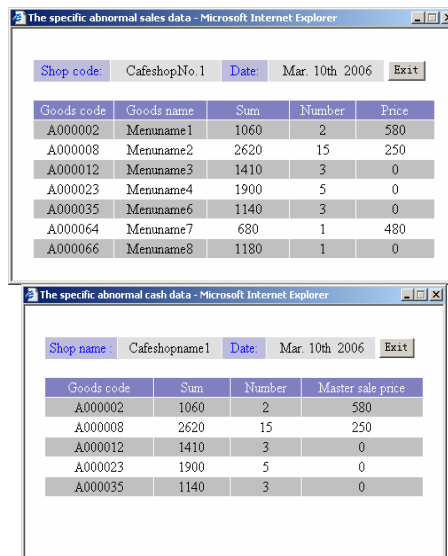 The specific abnormal sales data - Microsoft Internet Explorer
Shop code: CafeshopNo.1 Date: Mar. 10th 2006 Exit
Goods code Goods name Sum Number Price
A000002 Menuname1 1060 2 580
A000008 Menuname2 2620 15 250
A000012 Menuname3 1410 3 0
A000023 Menuname4 1900 5 0
A000035 Menuname6 1140 3 0
A000064 Menuname7 680 1 480
A000066 Menuname8 1180 1 0
The specific abnormal cash data - Microsoft Internet Explorer
Shop name : Cafeshopname1 Date: Mar. 10th 2006 Exit
Goods code Sum Number Master sale price
A000002 1060 2 580
A000008 2620 15 250
A000012 1410 3 0
A000023 1900 5 0
A000035 1140 3 0